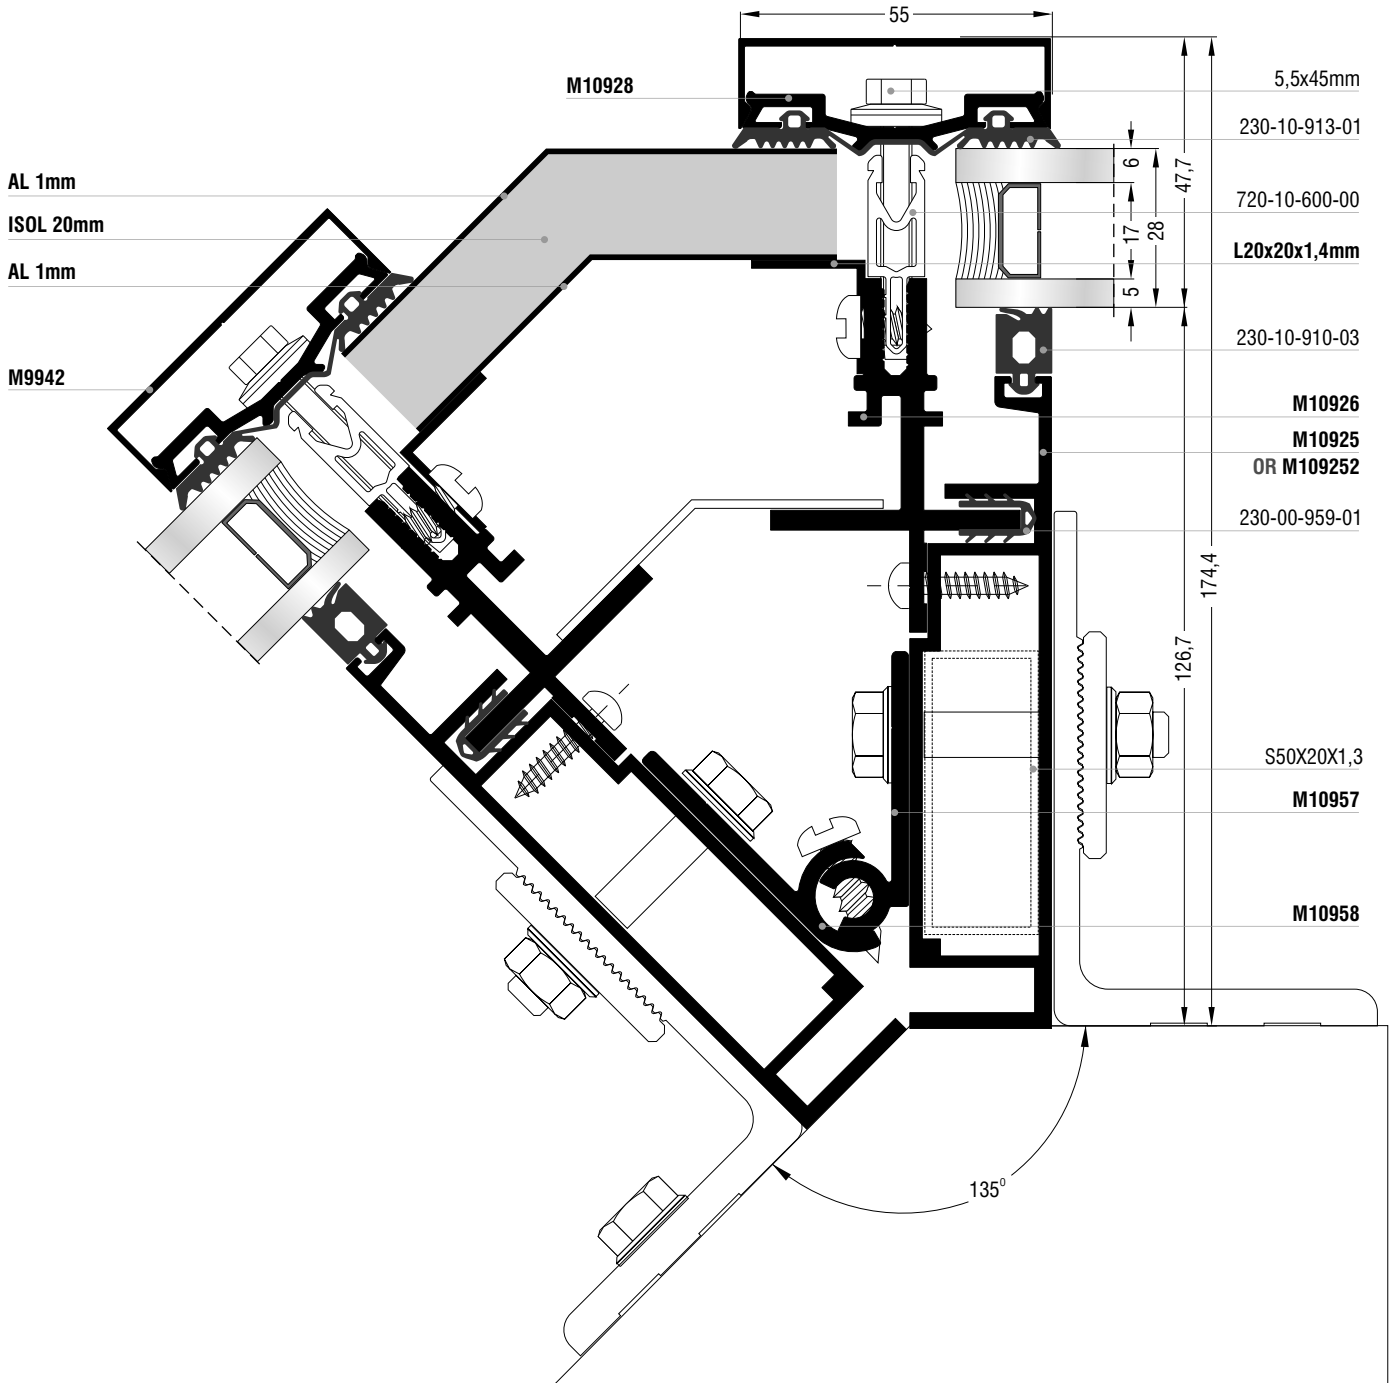 55
M10928
5,5x45mm
230-10-913-01
6
47,7
AL 1mm
ISOL 20mm
AL 1mm
720-10-600-00
17
28
L20x20x1,4mm
5
230-10-910-03
M9942
M10926
M10925
OR M109252
230-00-959-01
174,4
126,7
S50X20X1,3
M10957
M10958
135⁰